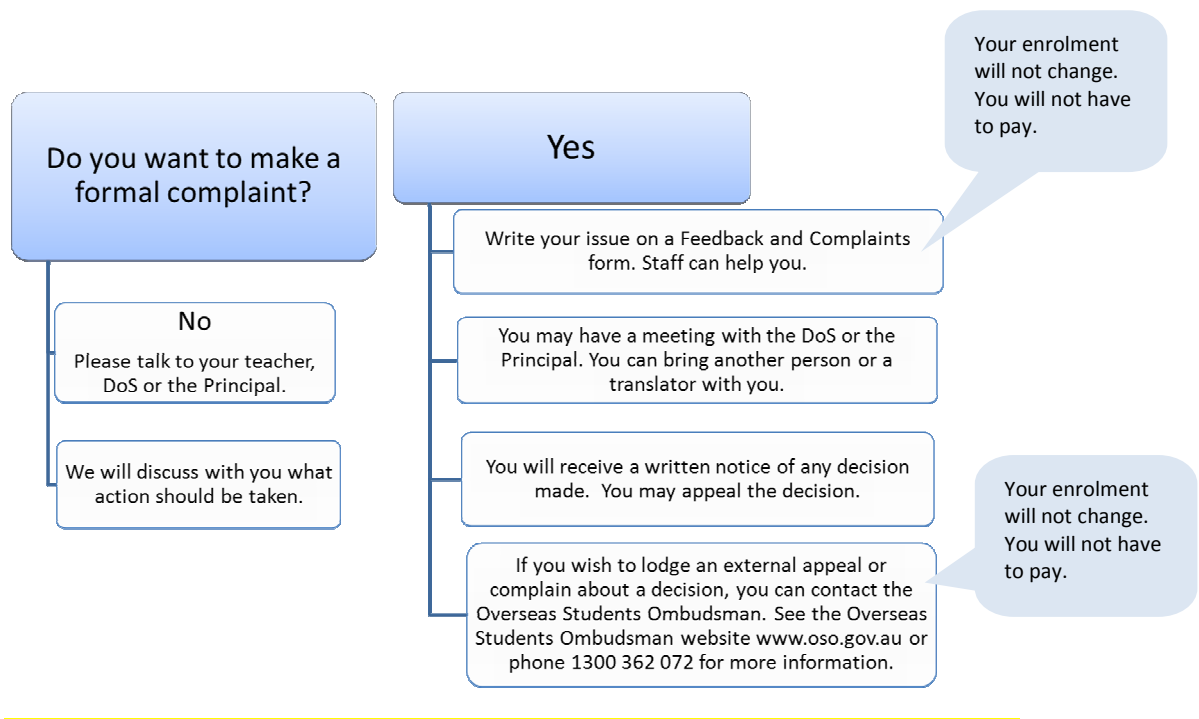 Do you want to make a
formal complaint?
No
Please talk to your teacher,
DoS or the Principal.
We will discuss with you what
action should be taken.
Yes
Write your issue on a Feedback and Complaints
form. Staff can help you.
Your enrolment
will not change.
You will not have
to pay.
You may have a meeting with the DoS or the
Principal. You can bring another person or a
translator with you.
You will receive a written notice of any decision
made.  You may appeal the decision.
If you wish to lodge an external appeal or
complain about a decision, you can contact the
Overseas Students Ombudsman. See the Overseas
Students Ombudsman website www.oso.gov.au or
phone 1300 362 072 for more information.
Your enrolment
will not change.
You will not have
to pay.